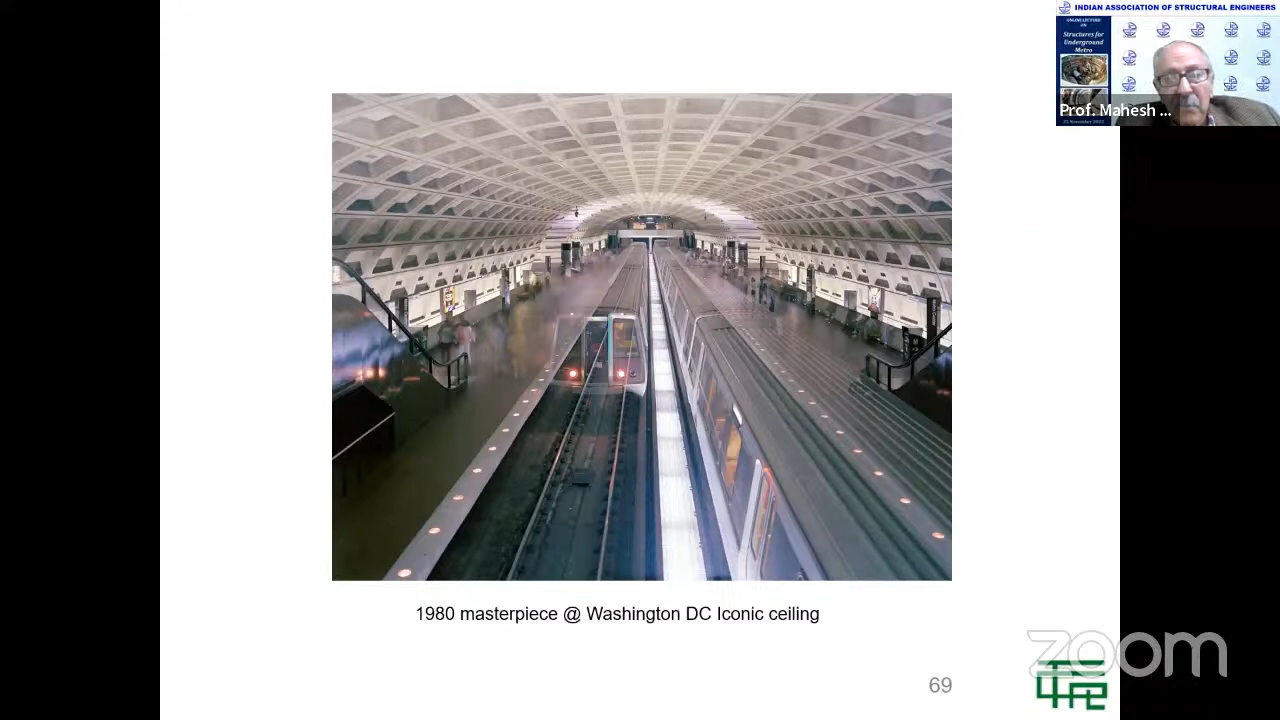 INDIAN ASSOCIATION OF STRUCTURAL ENGINEERS
ONLINE LECTURE
ON
Structures for
Underground
Metro
Prof. Mahesh ...
1980 masterpiece @ Washington DC Iconic ceiling
zoom
69